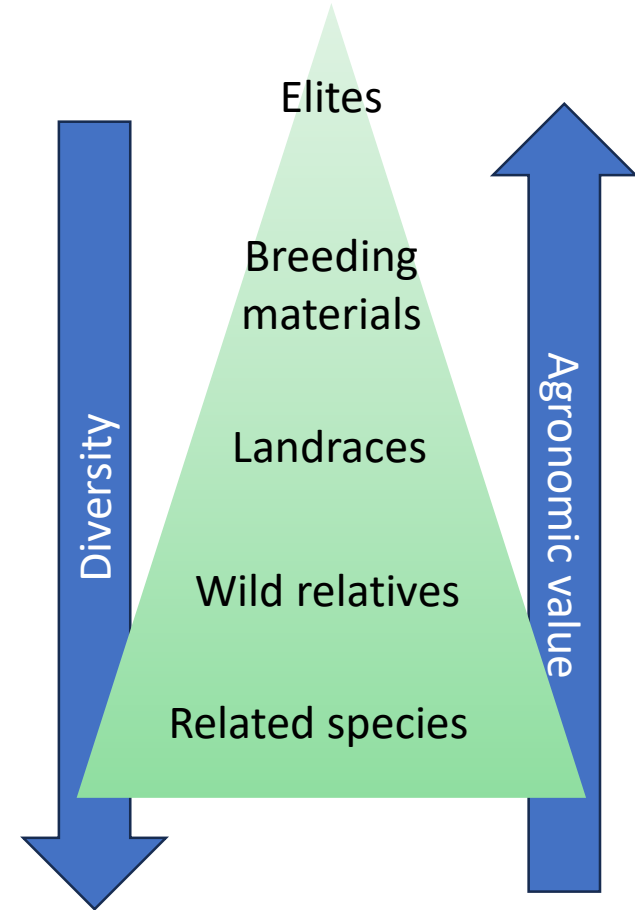 Elites
Breeding
materials
Landraces
Wild relatives
Related species
Diversity
Agronomic value